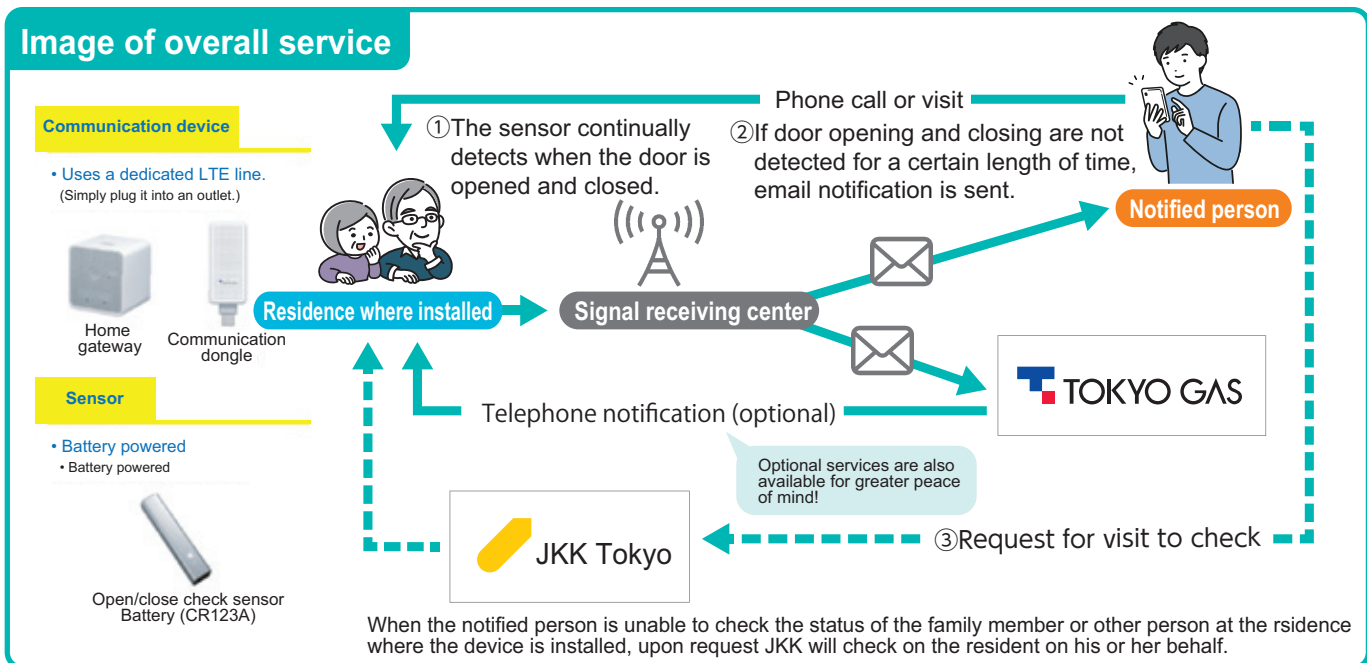 Image of overall service
Communication device
• Uses a dedicated LTE line.
(Simply plug it into an outlet.)
Home
gateway
Communication
dongle
Sensor
• Battery powered
• Battery powered
Open/close check sensor
Battery (CR123A)
Phone call or visit
①The sensor continually
detects when the door is
opened and closed.
②If door opening and closing are not
detected for a certain length of time,
email notification is sent.
Notified person
Residence where installed
Signal receiving center
TOKYO GAS
Telephone notification (optional)
Optional services are also
available for greater peace
of mind!
③Request for visit to check
JKK Tokyo
When the notified person is unable to check the status of the family member or other person at the rsidence
where the device is installed, upon request JKK will check on the resident on his or her behalf.